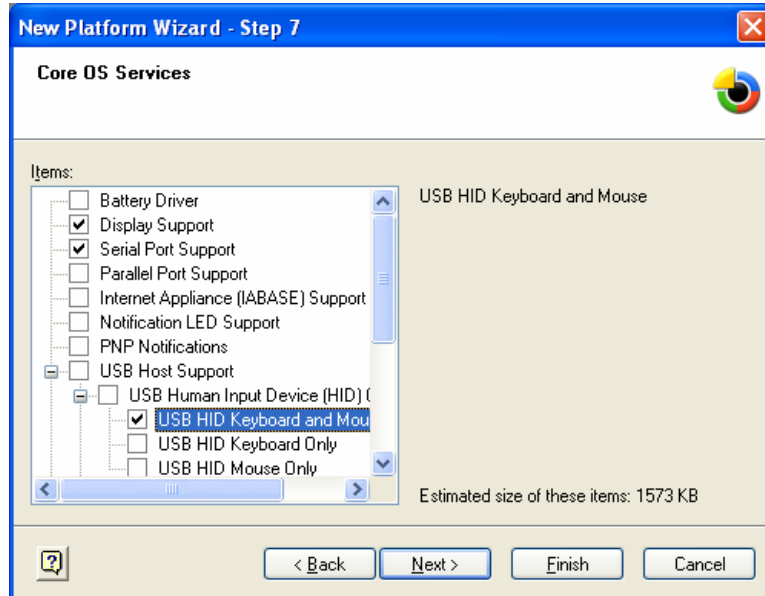 New Platform Wizard - Step 7
Core OS Services
Items:
Battery Driver
Display Support
Serial Port Support
Parallel Port Support
Internet Appliance (IABASE) Support
Notification LED Support
PNP Notifications
USB Host Support
USB Human Input Device (HID) (
USB HID Keyboard and Mou
USB HID Keyboard Only
USB HID Mouse Only
USB HID Keyboard and Mouse
Estimated size of these items: 1573 KB
< Back
Next >
Finish
Cancel